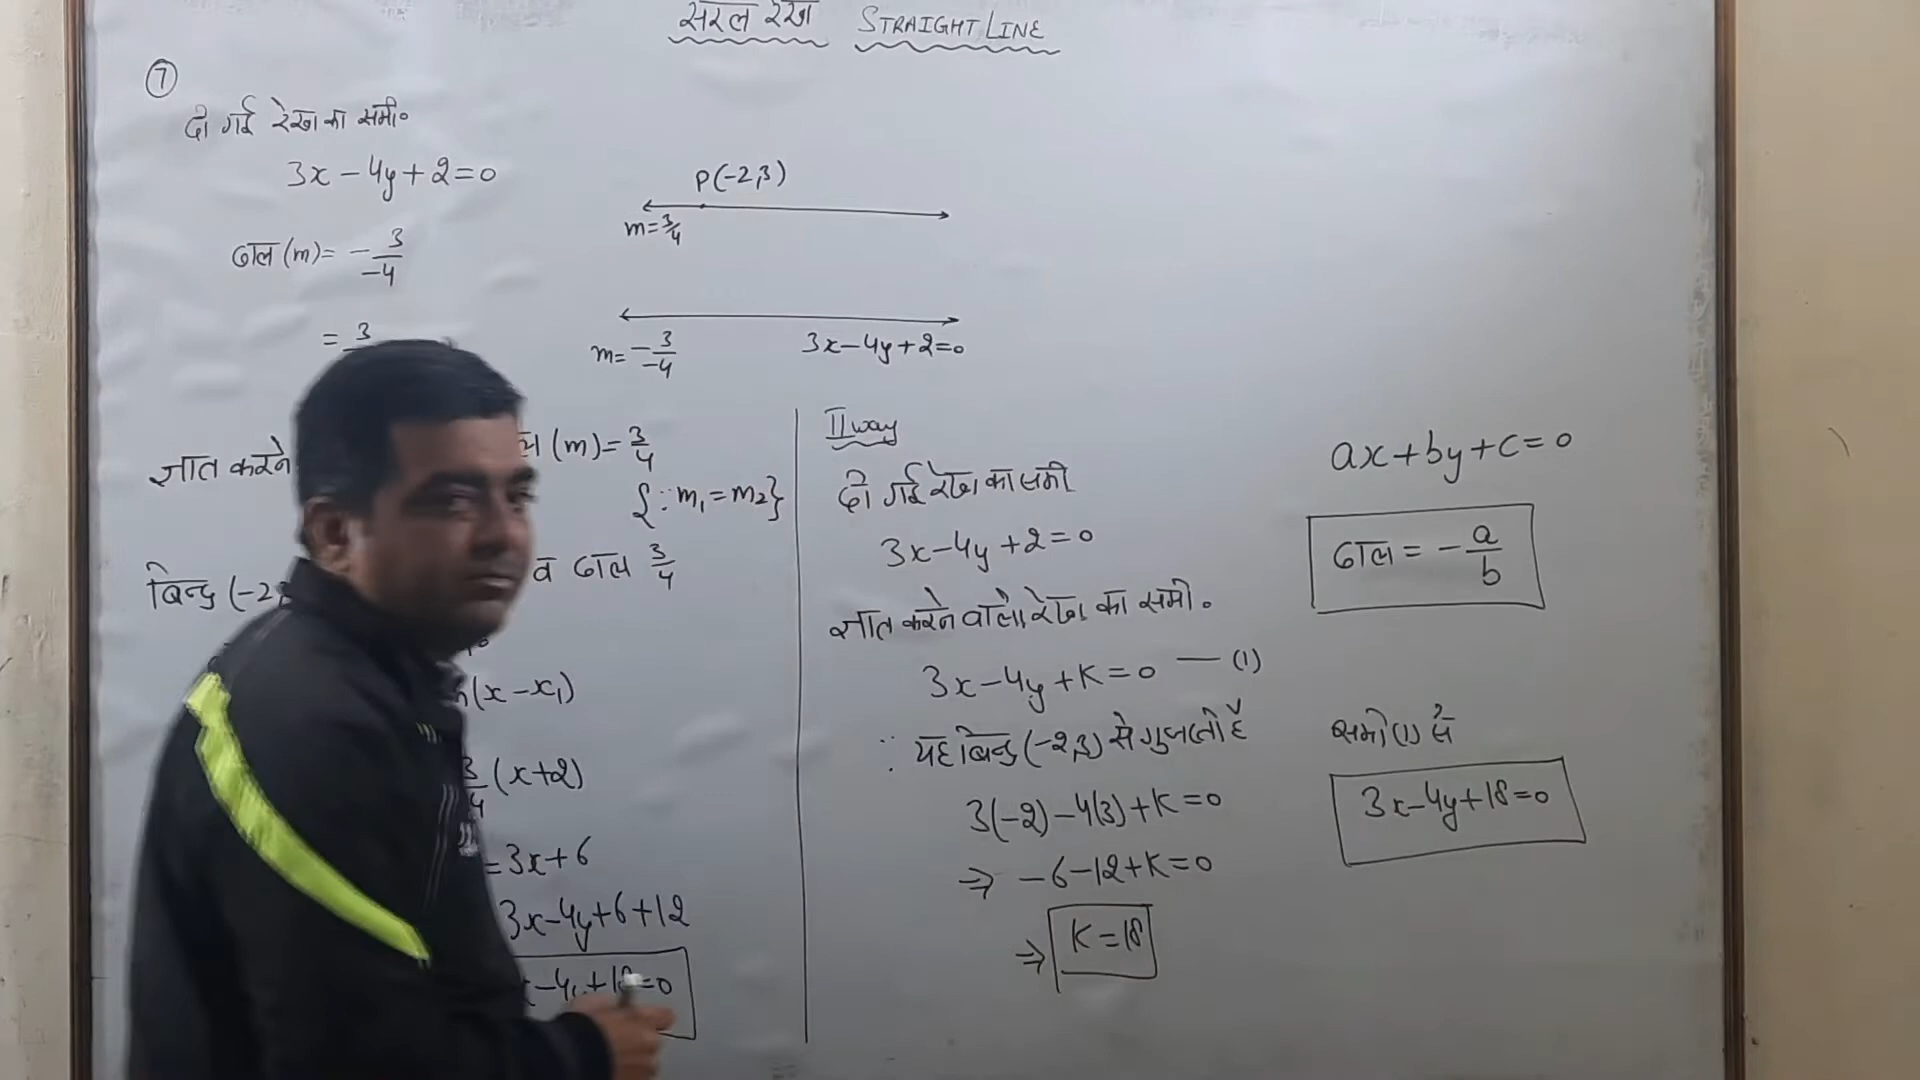 सरल रेखा STRAIGHT LINE
7
दी गई रेखा का समी०
3x - 4y + 2 = 0
ढाल (m) = - 3/-4
= 3
P(-2,3)
m = 3/4
m = - 3/-4
3x - 4y + 2 = 0
ज्ञात करने
(m) = 3/4
{∵ m₁ = m₂}
बिन्दु (-2,
व ढाल 3/4
(x - x₁)
(x+2)
= 3x + 6
3x - 4y + 6 + 12
- 4y + 18 = 0
II way
दी गई रेखा का समी
3x - 4y + 2 = 0
ज्ञात करने वाली रेखा का समी०
3x - 4y + K = 0 — (1)
∵ यह बिन्दु (-2,3) से गुजरती है
3(-2) - 4(3) + K = 0
⇒ -6 - 12 + K = 0
⇒ K = 18
ax + by + c = 0
ढाल = - a/b
समी (1) से
3x - 4y + 18 = 0